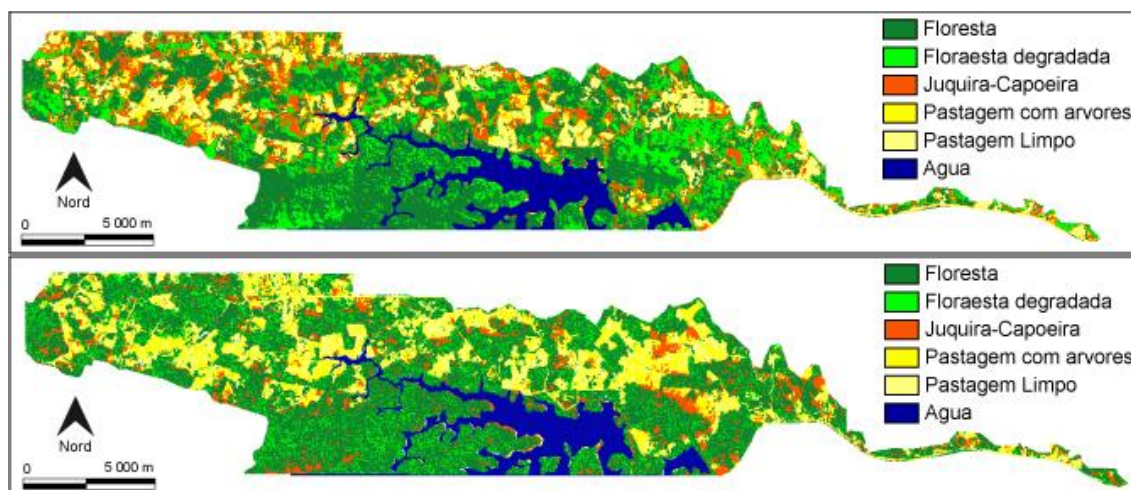 Floresta
Floraesta degradada
Juquira-Capoeira
Pastagem com arvores
Pastagem Limpo
Agua
Nord
0 5 000 m
Floresta
Floraesta degradada
Juquira-Capoeira
Pastagem com arvores
Pastagem Limpo
Agua
Nord
0 5 000 m